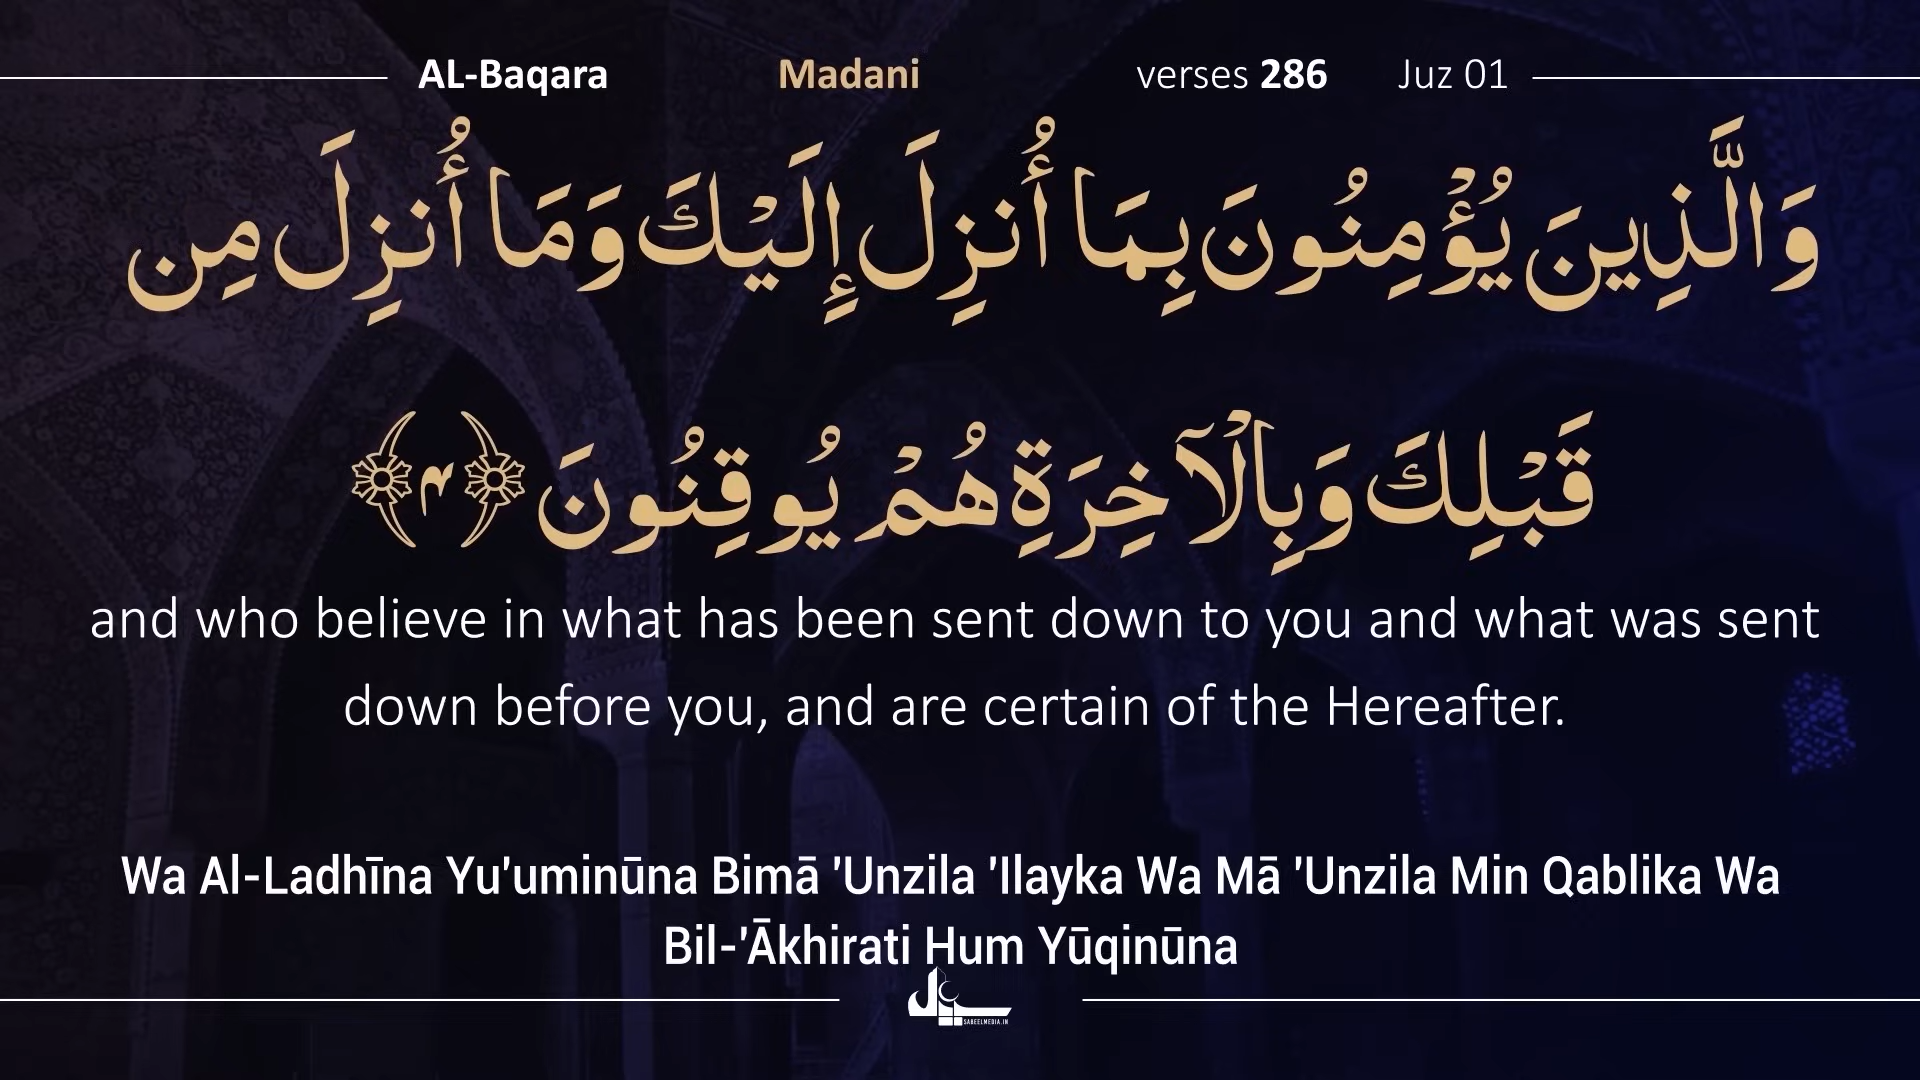 AL-Baqara Madani verses 286 Juz 01
وَالَّذِينَ يُؤْمِنُونَ بِمَا أُنزِلَ إِلَيْكَ وَمَا أُنزِلَ مِن
قَبْلِكَ وَبِالْآخِرَةِ هُمْ يُوقِنُونَ ﴿۴﴾
and who believe in what has been sent down to you and what was sent
down before you, and are certain of the Hereafter.
Wa Al-Ladhīna Yu'uminūna Bimā 'Unzila 'Ilayka Wa Mā 'Unzila Min Qablika Wa
Bil-'Ākhirati Hum Yūqinūna
SABEELMEDIA.IN